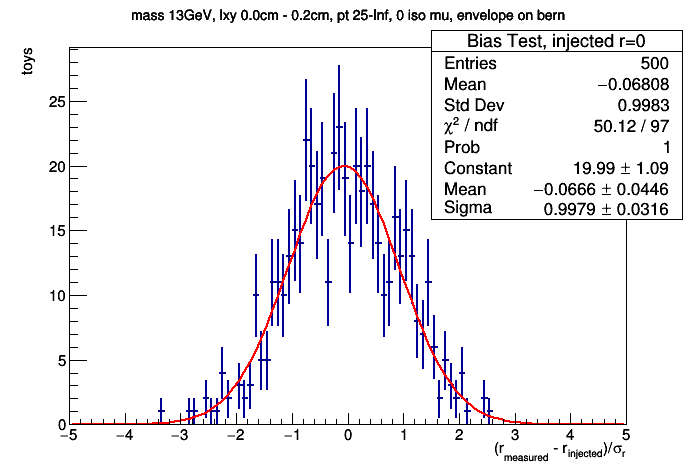 mass 13GeV, lxy 0.0cm - 0.2cm, pt 25-Inf, 0 iso mu, envelope on bern
toys
Bias Test, injected r=0
Entries 500
Mean −0.06808
Std Dev 0.9983
χ² / ndf 50.12 / 97
Prob 1
Constant 19.99 ± 1.09
Mean −0.0666 ± 0.0446
Sigma 0.9979 ± 0.0316
25
20
15
10
5
0
−5 −4 −3 −2 −1 0 1 2 3 4 5
(r_measured - r_injected)/σ_r